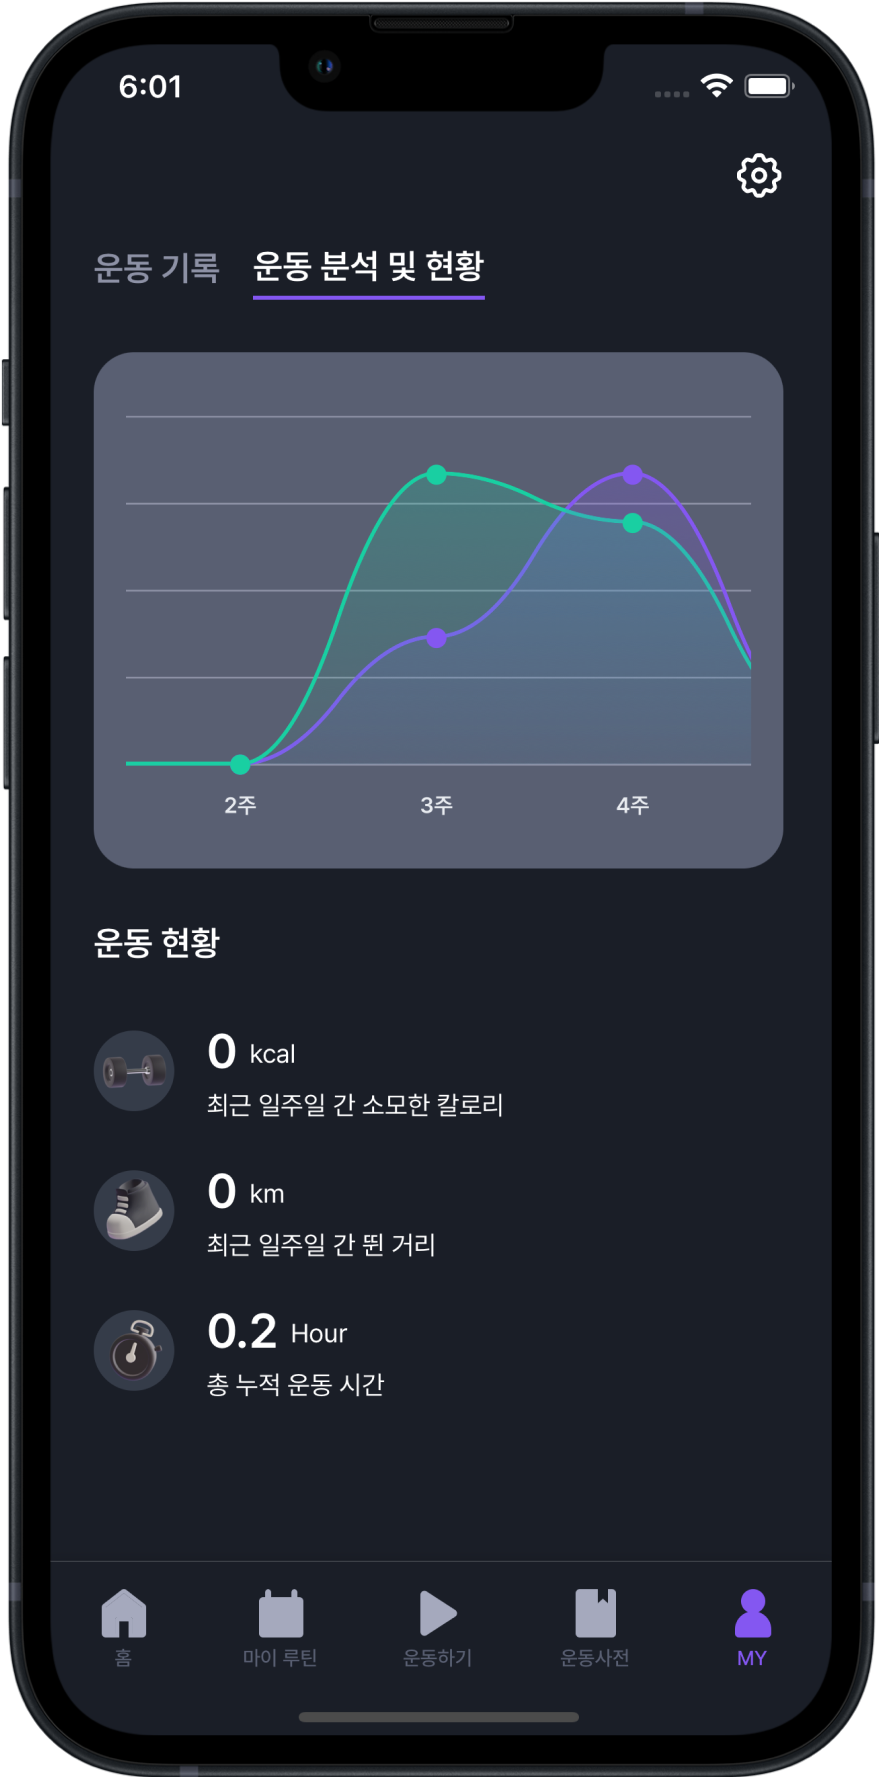 6:01
운동 기록 운동 분석 및 현황
2주 3주 4주
운동 현황
0 kcal
최근 일주일 간 소모한 칼로리
0 km
최근 일주일 간 뛴 거리
0.2 Hour
총 누적 운동 시간
홈 마이 루틴 운동하기 운동사전 MY